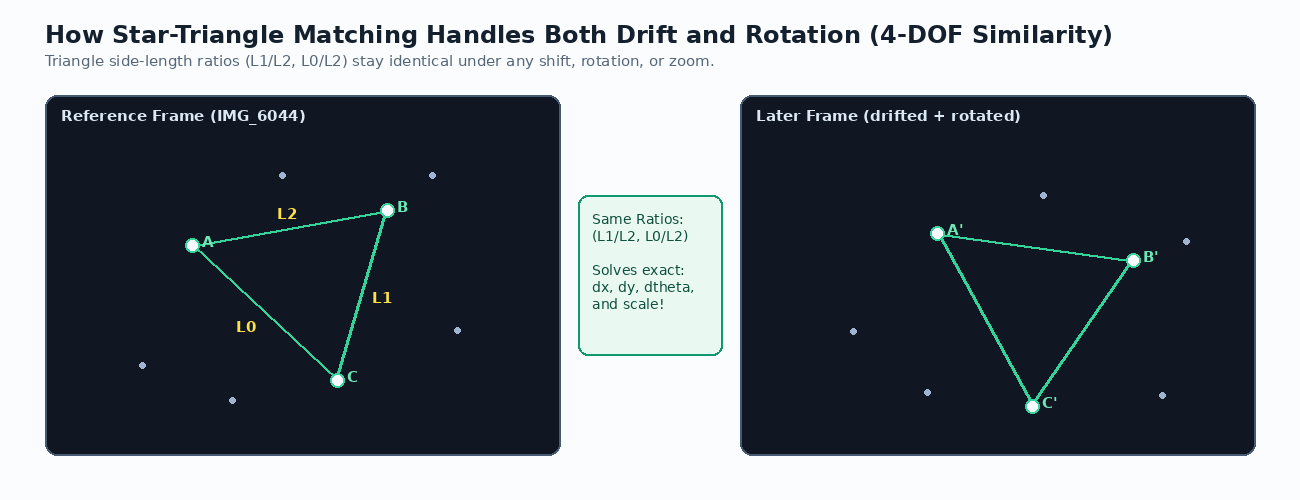 How Star-Triangle Matching Handles Both Drift and Rotation (4-DOF Similarity)
Triangle side-length ratios (L1/L2, L0/L2) stay identical under any shift, rotation, or zoom.
Reference Frame (IMG_6044)
A
B
C
L2
L1
L0
Same Ratios:
(L1/L2, L0/L2)
Solves exact:
dx, dy, dtheta,
and scale!
Later Frame (drifted + rotated)
A'
B'
C'